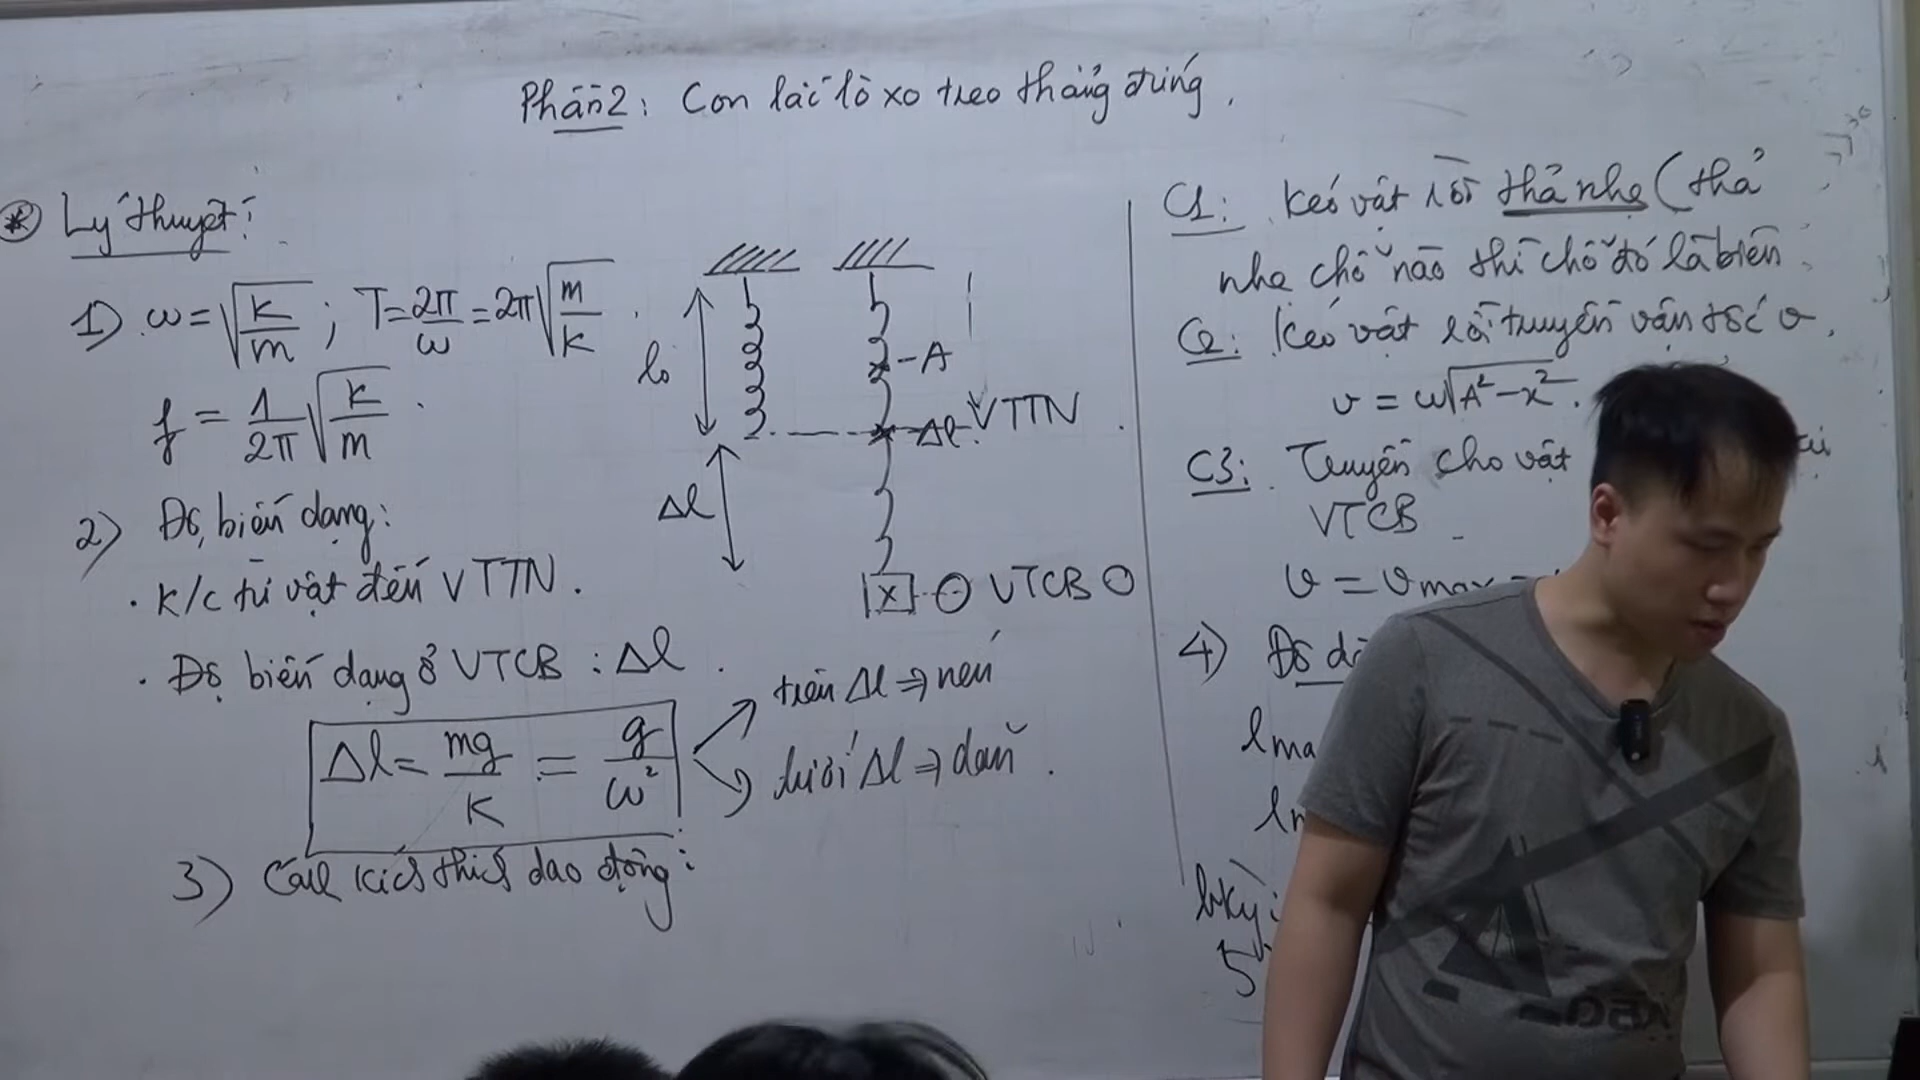 Phần 2: Con lắc lò xo treo thẳng đứng.
* Lý thuyết:
1) ω = √(k/m) ; T = 2π/ω = 2π√(m/k).
f = 1/2π √(k/m).
2) Độ biến dạng:
· k/c từ vật đến VTTN.
· Độ biến dạng ở VTCB : Δl.
Δl = mg/k = g/ω²
trên Δl ⇒ nén
dưới Δl ⇒ dãn.
3) Cách kích thích dao động:
l₀
Δl
-A
-Δl
VTTN
x
O VTCB O
C1: Kéo vật rồi thả nhẹ (thả
nhẹ chỗ nào thì chỗ đó là biên
C2: Kéo vật rồi truyền vận tốc v.
v = ω√(A²-x²).
C3: Truyền cho vật
VTCB
v = vmax
4) Độ
lma
bkỳ:
5